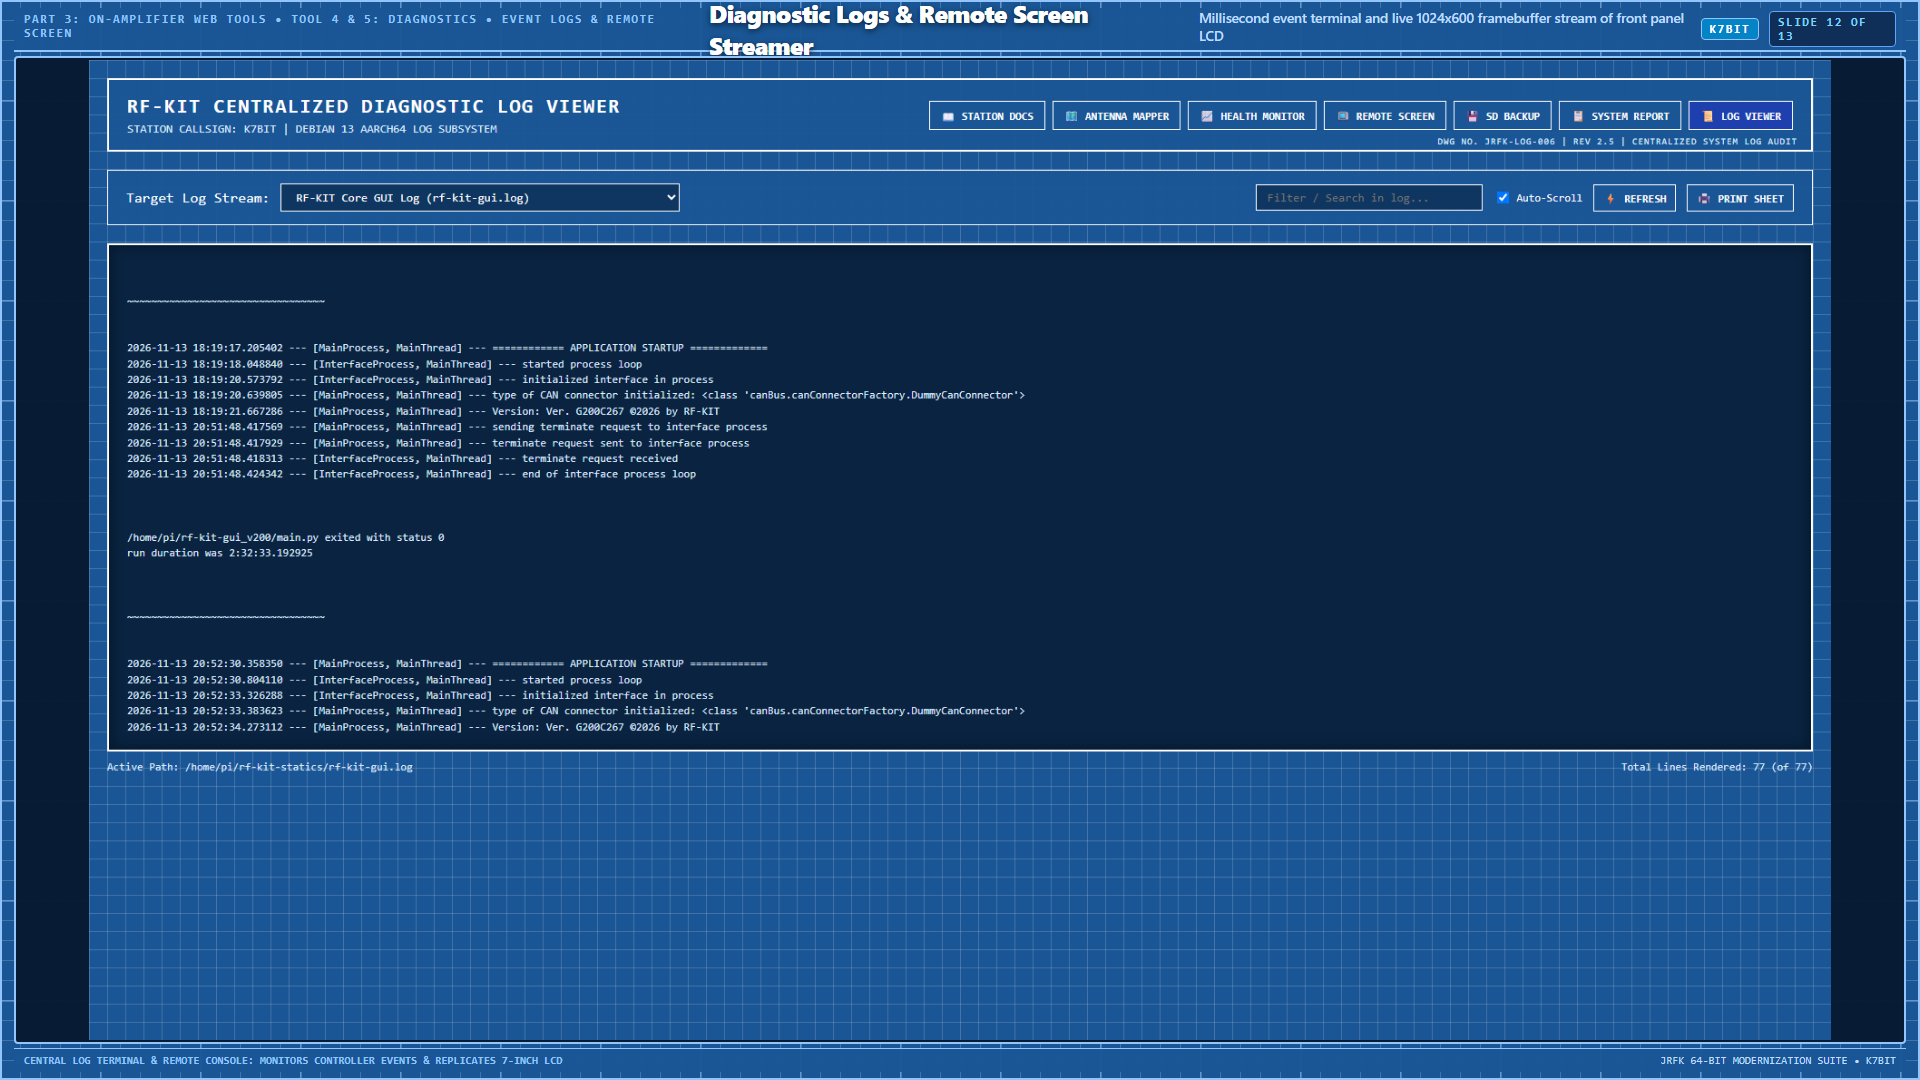 PART 3: ON-AMPLIFIER WEB TOOLS • TOOL 4 & 5: DIAGNOSTICS • EVENT LOGS & REMOTE
SCREEN
Diagnostic Logs & Remote Screen
Streamer
Millisecond event terminal and live 1024x600 framebuffer stream of front panel
LCD
K7BIT
SLIDE 12 OF
13
RF-KIT CENTRALIZED DIAGNOSTIC LOG VIEWER
STATION CALLSIGN: K7BIT | DEBIAN 13 AARCH64 LOG SUBSYSTEM
STATION DOCS
ANTENNA MAPPER
HEALTH MONITOR
REMOTE SCREEN
SD BACKUP
SYSTEM REPORT
LOG VIEWER
DWG NO. JRFK-LOG-006 | REV 2.5 | CENTRALIZED SYSTEM LOG AUDIT
Target Log Stream:
RF-KIT Core GUI Log (rf-kit-gui.log)
Filter / Search in log...
Auto-Scroll
REFRESH
PRINT SHEET
~~~~~~~~~~~~~~~~~~~~~~~~~~~~~~~~~
2026-11-13 18:19:17.205402 --- [MainProcess, MainThread] --- ============ APPLICATION STARTUP =============
2026-11-13 18:19:18.048840 --- [InterfaceProcess, MainThread] --- started process loop
2026-11-13 18:19:20.573792 --- [InterfaceProcess, MainThread] --- initialized interface in process
2026-11-13 18:19:20.639805 --- [MainProcess, MainThread] --- type of CAN connector initialized: <class 'canBus.canConnectorFactory.DummyCanConnector'>
2026-11-13 18:19:21.667286 --- [MainProcess, MainThread] --- Version: Ver. G200C267 ©2026 by RF-KIT
2026-11-13 20:51:48.417569 --- [MainProcess, MainThread] --- sending terminate request to interface process
2026-11-13 20:51:48.417929 --- [MainProcess, MainThread] --- terminate request sent to interface process
2026-11-13 20:51:48.418313 --- [InterfaceProcess, MainThread] --- terminate request received
2026-11-13 20:51:48.424342 --- [InterfaceProcess, MainThread] --- end of interface process loop
/home/pi/rf-kit-gui_v200/main.py exited with status 0
run duration was 2:32:33.192925
~~~~~~~~~~~~~~~~~~~~~~~~~~~~~~~~~
2026-11-13 20:52:30.358350 --- [MainProcess, MainThread] --- ============ APPLICATION STARTUP =============
2026-11-13 20:52:30.804110 --- [InterfaceProcess, MainThread] --- started process loop
2026-11-13 20:52:33.326288 --- [InterfaceProcess, MainThread] --- initialized interface in process
2026-11-13 20:52:33.383623 --- [MainProcess, MainThread] --- type of CAN connector initialized: <class 'canBus.canConnectorFactory.DummyCanConnector'>
2026-11-13 20:52:34.273112 --- [MainProcess, MainThread] --- Version: Ver. G200C267 ©2026 by RF-KIT
Active Path: /home/pi/rf-kit-statics/rf-kit-gui.log
Total Lines Rendered: 77 (of 77)
CENTRAL LOG TERMINAL & REMOTE CONSOLE: MONITORS CONTROLLER EVENTS & REPLICATES 7-INCH LCD
JRFK 64-BIT MODERNIZATION SUITE • K7BIT